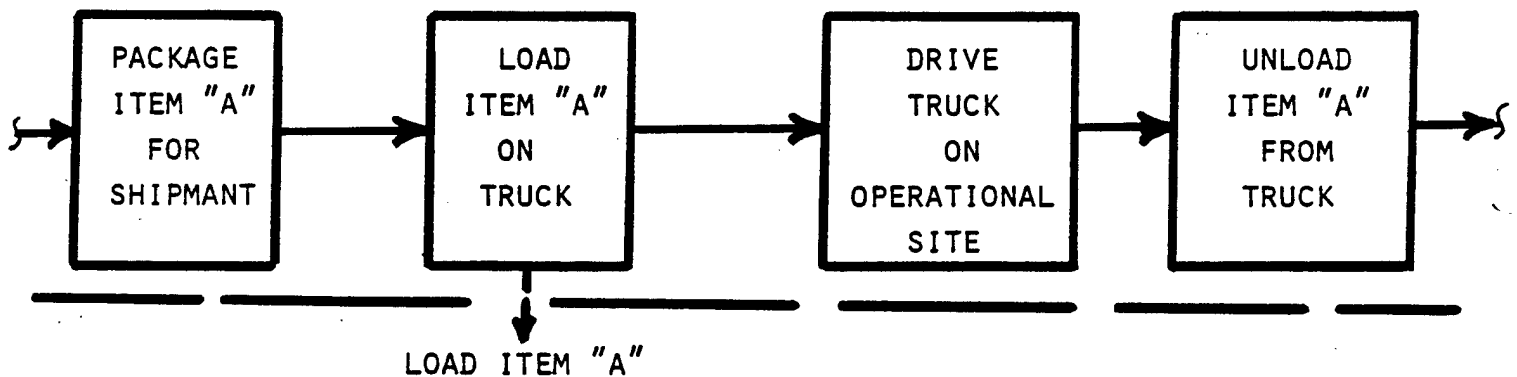 PACKAGE
ITEM "A"
FOR
SHIPMANT
LOAD
ITEM "A"
ON
TRUCK
DRIVE
TRUCK
ON
OPERATIONAL
SITE
UNLOAD
ITEM "A"
FROM
TRUCK
LOAD ITEM "A"